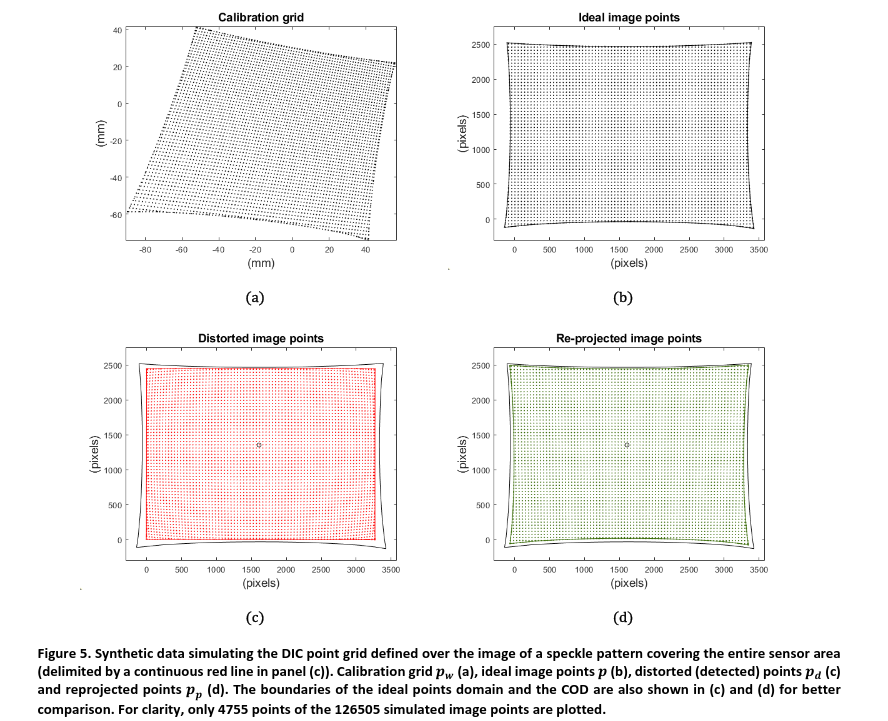 Calibration grid
40
20
0
-20
-40
-60
(mm)
-80 -60 -40 -20 0 20 40
(mm)
(a)
Ideal image points
2500
2000
1500
1000
500
0
(pixels)
0 500 1000 1500 2000 2500 3000 3500
(pixels)
(b)
Distorted image points
2500
2000
1500
1000
500
0
(pixels)
0 500 1000 1500 2000 2500 3000 3500
(pixels)
(c)
Re-projected image points
2500
2000
1500
1000
500
0
(pixels)
0 500 1000 1500 2000 2500 3000 3500
(pixels)
(d)
Figure 5. Synthetic data simulating the DIC point grid defined over the image of a speckle pattern covering the entire sensor area
(delimited by a continuous red line in panel (c)). Calibration grid p_w (a), ideal image points p (b), distorted (detected) points p_d (c)
and reprojected points p_p (d). The boundaries of the ideal points domain and the COD are also shown in (c) and (d) for better
comparison. For clarity, only 4755 points of the 126505 simulated image points are plotted.